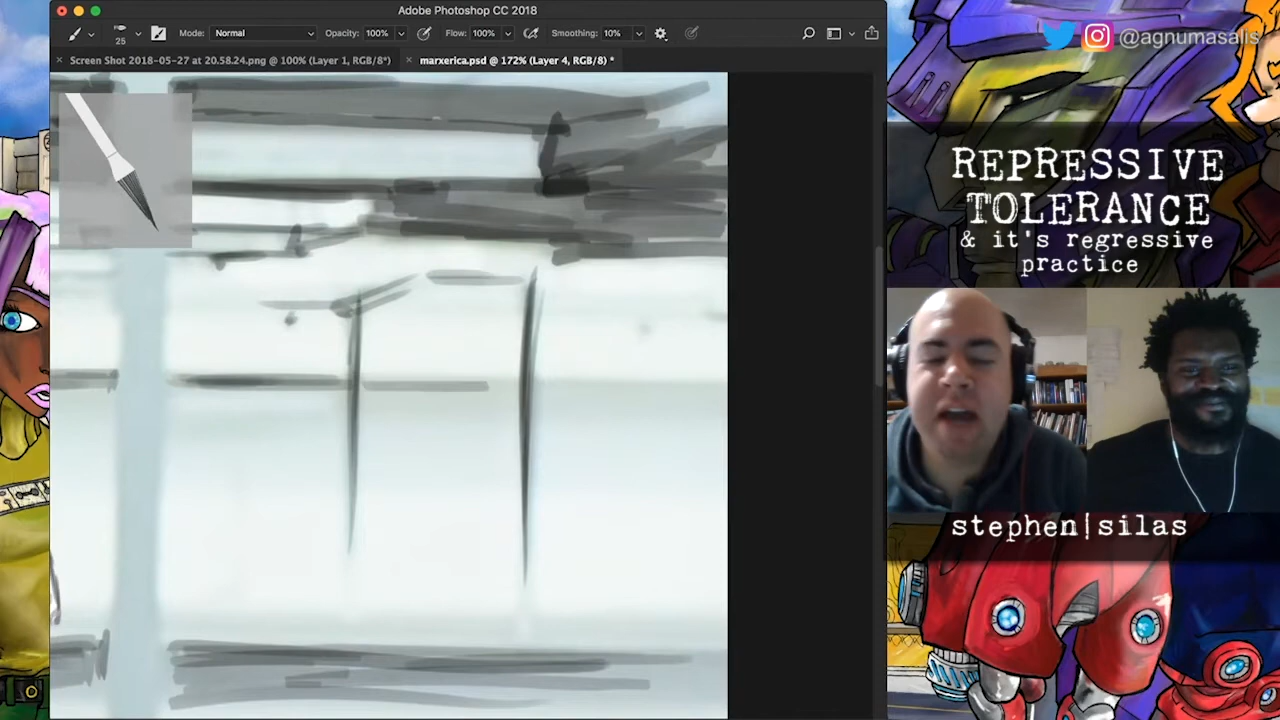 Adobe Photoshop CC 2018
25
Mode: Normal
Opacity: 100%
Flow: 100%
Smoothing: 10%
Screen Shot 2018-05-27 at 20.58.24.png @ 100% (Layer 1, RGB/8*)
marxerica.psd @ 172% (Layer 4, RGB/8) *
@agnumasalis
REPRESSIVE
TOLERANCE
& it's regressive
practice
stephen|silas